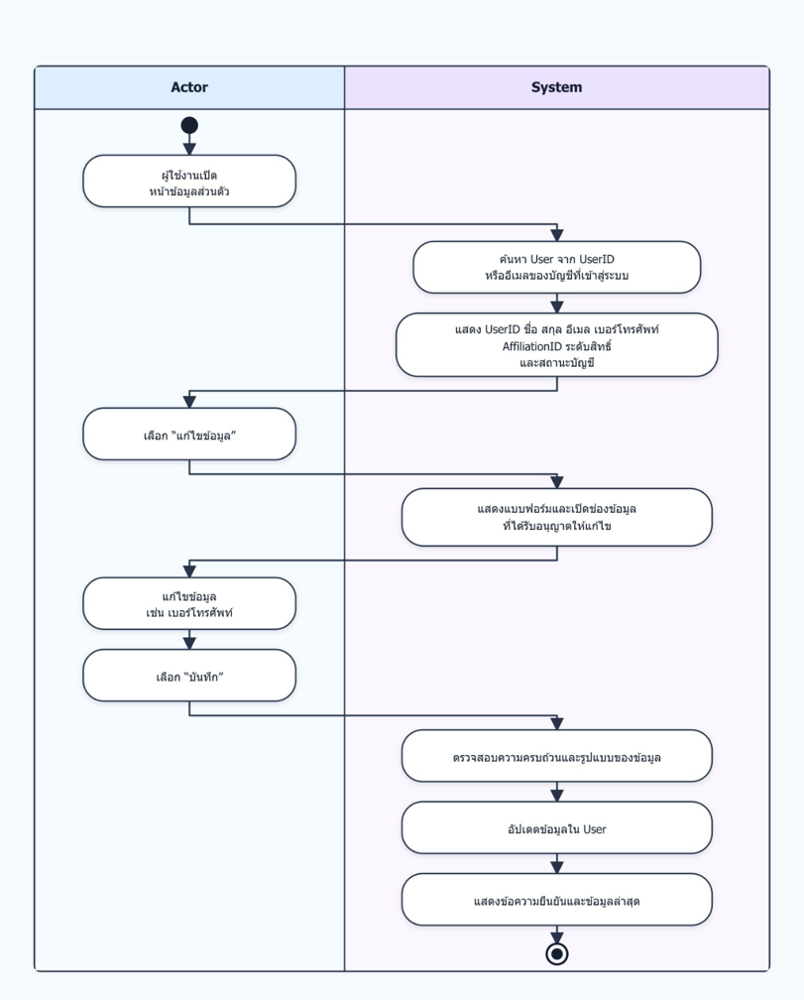 Actor
System
ผู้ใช้งานเปิด
หน้าข้อมูลส่วนตัว
ค้นหา User จาก UserID
หรืออีเมลของบัญชีที่เข้าสู่ระบบ
แสดง UserID ชื่อ สกุล อีเมล เบอร์โทรศัพท์
AffiliationID ระดับสิทธิ์
และสถานะบัญชี
เลือก “แก้ไขข้อมูล”
แสดงแบบฟอร์มและเปิดช่องข้อมูล
ที่ได้รับอนุญาตให้แก้ไข
แก้ไขข้อมูล
เช่น เบอร์โทรศัพท์
เลือก “บันทึก”
ตรวจสอบความครบถ้วนและรูปแบบของข้อมูล
อัปเดตข้อมูลใน User
แสดงข้อความยืนยันและข้อมูลล่าสุด